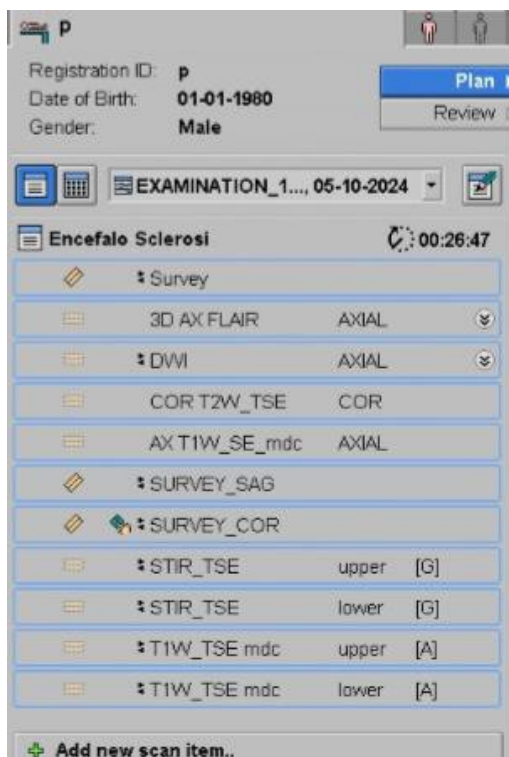 P
Registration ID: p
Plan
Date of Birth: 01-01-1980
Review
Gender: Male
EXAMINATION_1..., 05-10-2024
Encefalo Sclerosi 00:26:47
Survey
3D AX FLAIR AXIAL
DWI AXIAL
COR T2W_TSE COR
AX T1W_SE_mdc AXIAL
SURVEY_SAG
SURVEY_COR
STIR_TSE upper [G]
STIR_TSE lower [G]
T1W_TSE mdc upper [A]
T1W_TSE mdc lower [A]
Add new scan item..